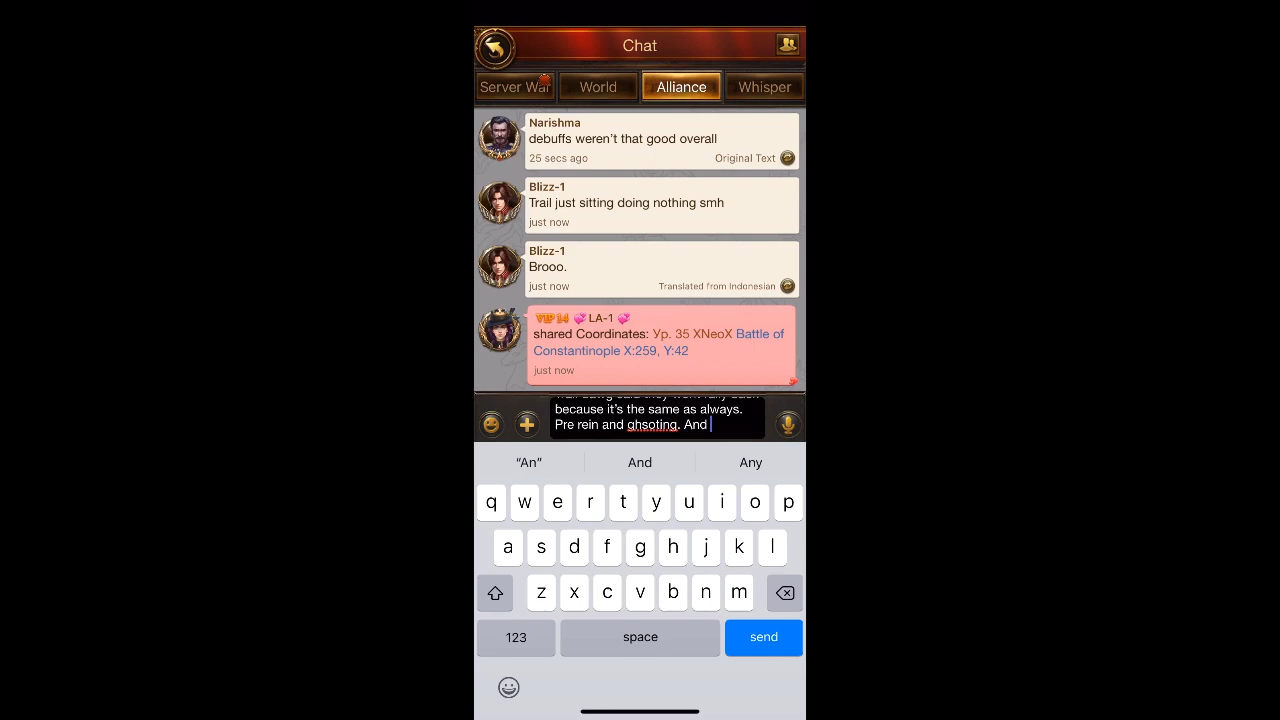 Chat
Server War
World
Alliance
Whisper
Narishma
debuffs weren't that good overall
25 secs ago
Original Text
Blizz-1
Trail just sitting doing nothing smh
just now
Blizz-1
Brooo.
just now
Translated from Indonesian
VIP 14 💞 LA-1 💞
shared Coordinates: Ур. 35 XNeoX Battle of
Constantinople X:259, Y:42
just now
because it's the same as always.
Pre rein and ghsoting. And
"An"
And
Any
q w e r t y u i o p
a s d f g h j k l
z x c v b n m
123
space
send